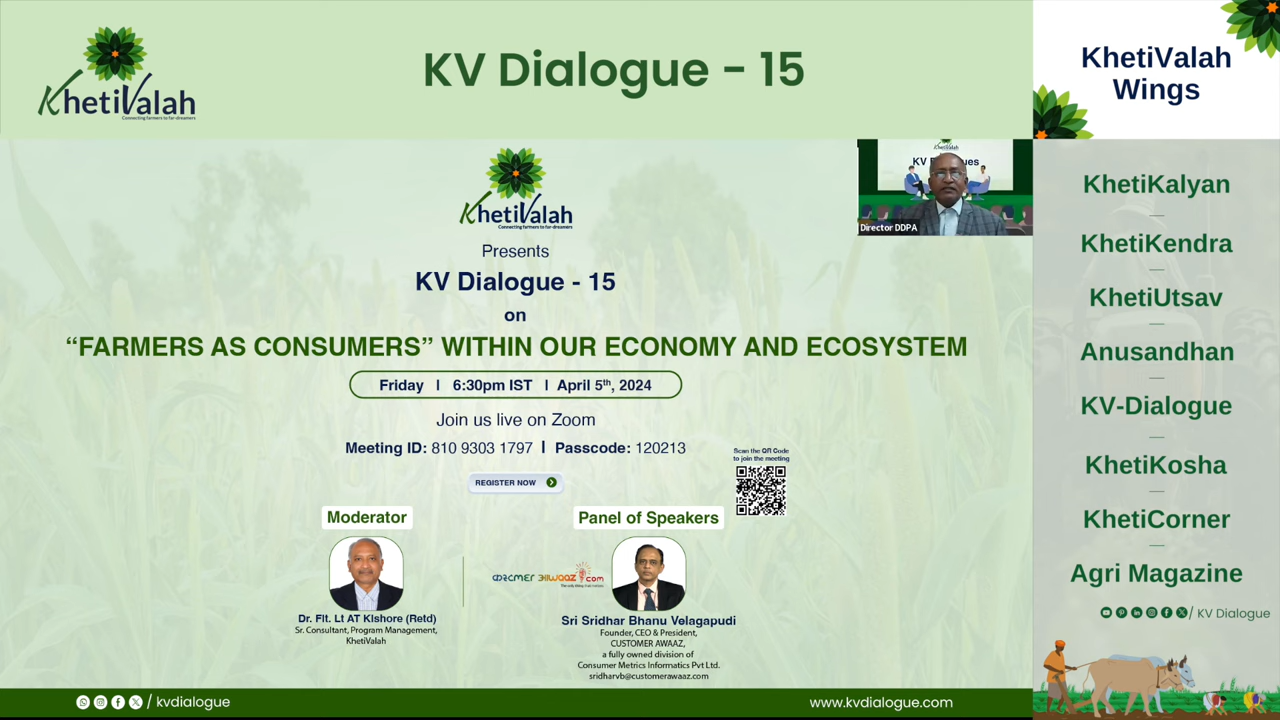 KhetiValah
Connecting farmers to far-dreamers
KV Dialogue - 15
KhetiValah
Wings
KhetiValah
Connecting farmers to far-dreamers
Presents
KV Dialogue - 15
on
“FARMERS AS CONSUMERS” WITHIN OUR ECONOMY AND ECOSYSTEM
Friday | 6:30pm IST | April 5th, 2024
Join us live on Zoom
Meeting ID: 810 9303 1797 | Passcode: 120213
Scan the QR Code
to join the meeting
REGISTER NOW
Moderator
Panel of Speakers
Dr. Flt. Lt AT Kishore (Retd)
Sr. Consultant, Program Management,
KhetiValah
Sri Sridhar Bhanu Velagapudi
Founder, CEO & President,
CUSTOMER AWAAZ,
a fully owned division of
Consumer Metrics Informatics Pvt Ltd.
sridharvb@customerawaaz.com
Director DDPA
KhetiKalyan
KhetiKendra
KhetiUtsav
Anusandhan
KV-Dialogue
KhetiKosha
KhetiCorner
Agri Magazine
/ KV Dialogue
/ kvdialogue
www.kvdialogue.com